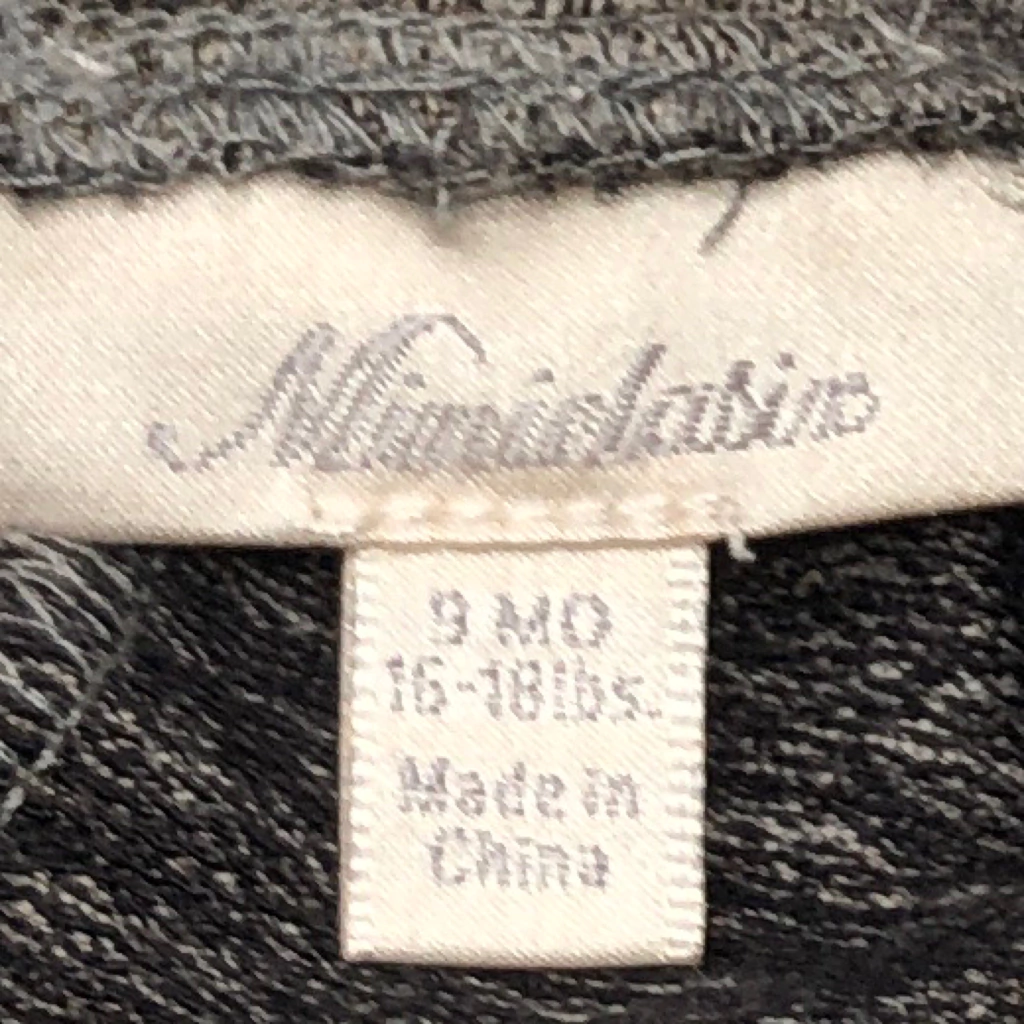 Miniclasix
9 MO
16-18lbs.
Made in
China